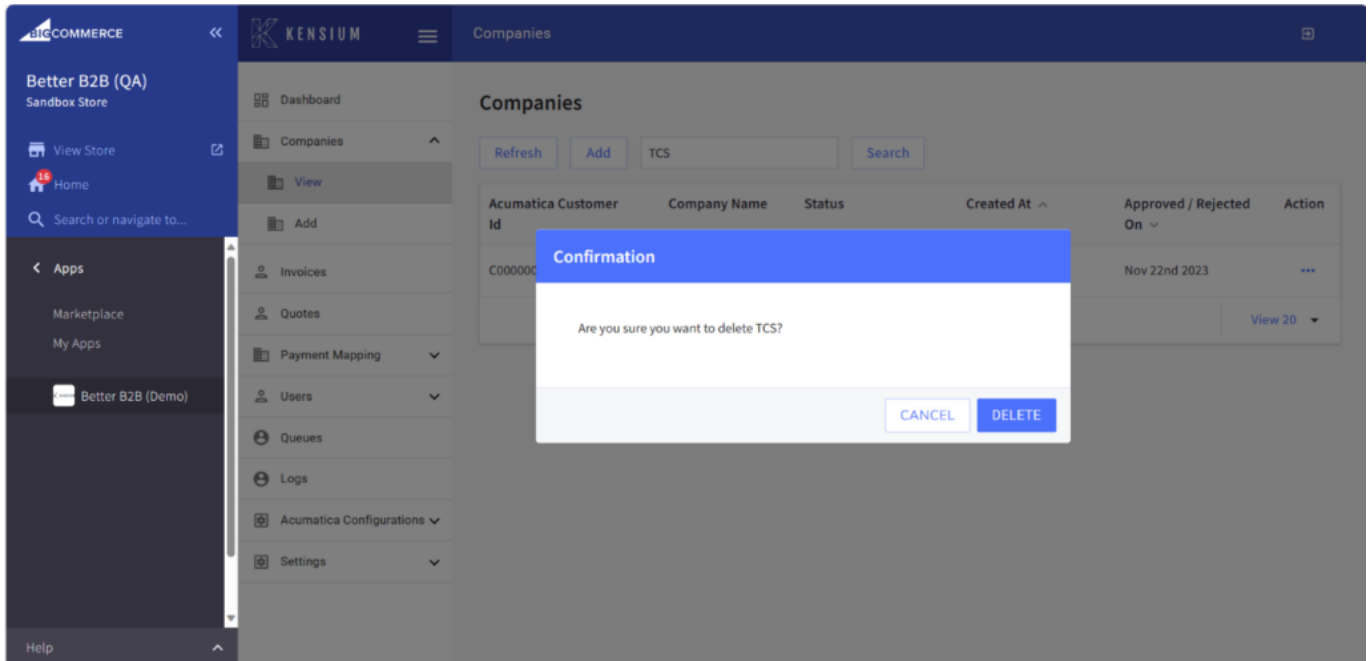 BIGCOMMERCE
Better B2B (QA)
Sandbox Store
View Store
16
Home
Search or navigate to...
Apps
Marketplace
My Apps
Better B2B (Demo)
Help
KENSIUM
Dashboard
Companies
View
Add
Invoices
Quotes
Payment Mapping
Users
Queues
Logs
Acumatica Configurations
Settings
Companies
Companies
Refresh Add TCS Search
Acumatica Customer Id Company Name Status Created At Approved / Rejected On Action
Nov 22nd 2023
View 20
Confirmation
Are you sure you want to delete TCS?
CANCEL DELETE